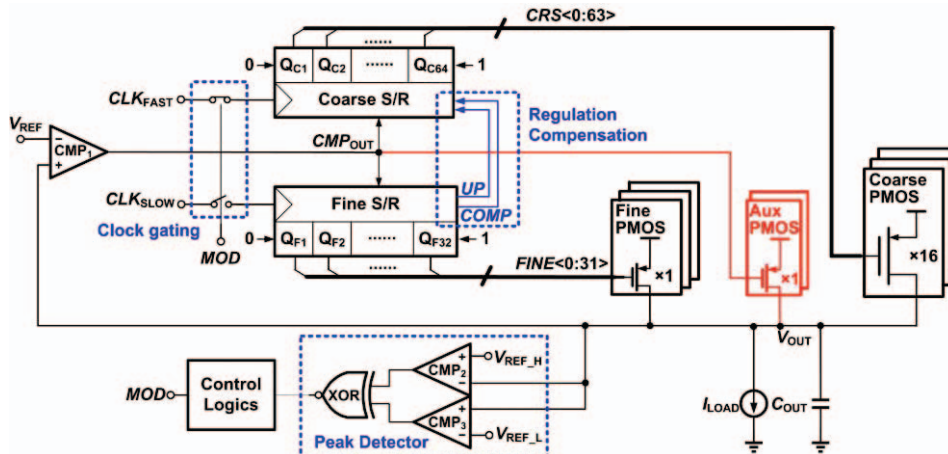 CRS<0:63>
0 QC1 QC2 ...... QC64 1
CLKFAST
Coarse S/R
Regulation
Compensation
VREF
CMP1
CMPOUT
UP
COMP
CLKSLOW
Fine S/R
Clock gating
0 QF1 QF2 ...... QF32 1
MOD
FINE<0:31>
Fine
PMOS
×1
Aux
PMOS
×1
Coarse
PMOS
×16
VOUT
MOD
Control
Logics
XOR
CMP2
CMP3
VREF_H
VREF_L
Peak Detector
ILOAD
COUT